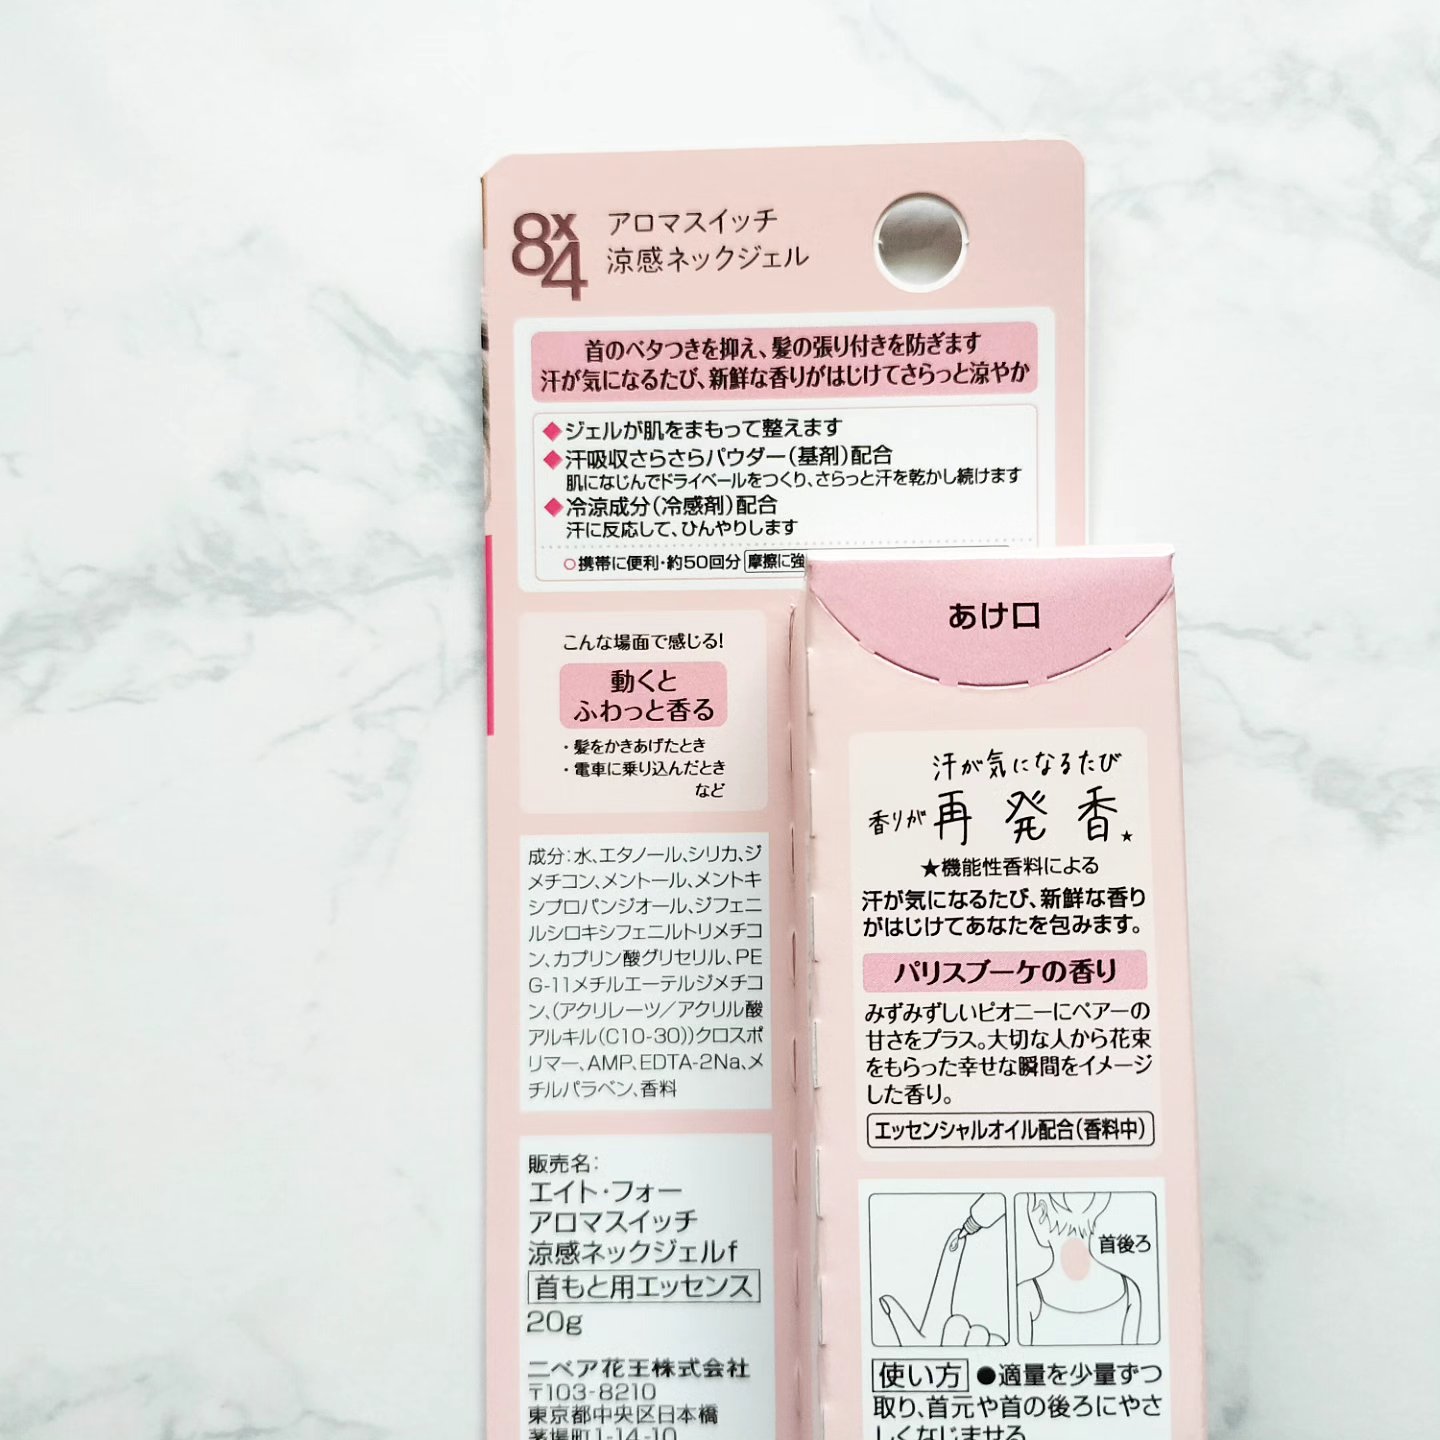 8x4
アロマスイッチ
涼感ネックジェル
首のベタつきを抑え、髪の張り付きを防ぎます
汗が気になるたび、新鮮な香りがはじけてさらっと涼やか
◆ジェルが肌をまもって整えます
◆汗吸収さらさらパウダー(基剤)配合
肌になじんでドライベールをつくり、さらっと汗を乾かし続けます
◆冷涼成分(冷感剤)配合
汗に反応して、ひんやりします
○携帯に便利・約50回分 摩擦に強
こんな場面で感じる!
動くと
ふわっと香る
・髪をかきあげたとき
・電車に乗り込んだとき
など
成分:水、エタノール、シリカ、ジ
メチコン、メントール、メントキ
シプロパンジオール、ジフェニ
ルシロキシフェニルトリメチコ
ン、カプリン酸グリセリル、PE
G-11メチルエーテルジメチコ
ン、(アクリレーツ/アクリル酸
アルキル(C10-30))クロスポ
リマー、AMP、EDTA-2Na、メ
チルパラベン、香料
販売名:
エイト・フォー
アロマスイッチ
涼感ネックジェルf
首もと用エッセンス
20g
ニベア花王株式会社
〒103-8210
東京都中央区日本橋
茅場町1-14-10
あけ口
汗が気になるたび
香りが再発香★
★機能性香料による
汗が気になるたび、新鮮な香り
がはじけてあなたを包みます。
パリスブーケの香り
みずみずしいピオニーにペアーの
甘さをプラス。大切な人から花束
をもらった幸せな瞬間をイメージ
した香り。
エッセンシャルオイル配合(香料中)
首後ろ
使い方 ●適量を少量ずつ
取り、首元や首の後ろにやさ
しくなじませる